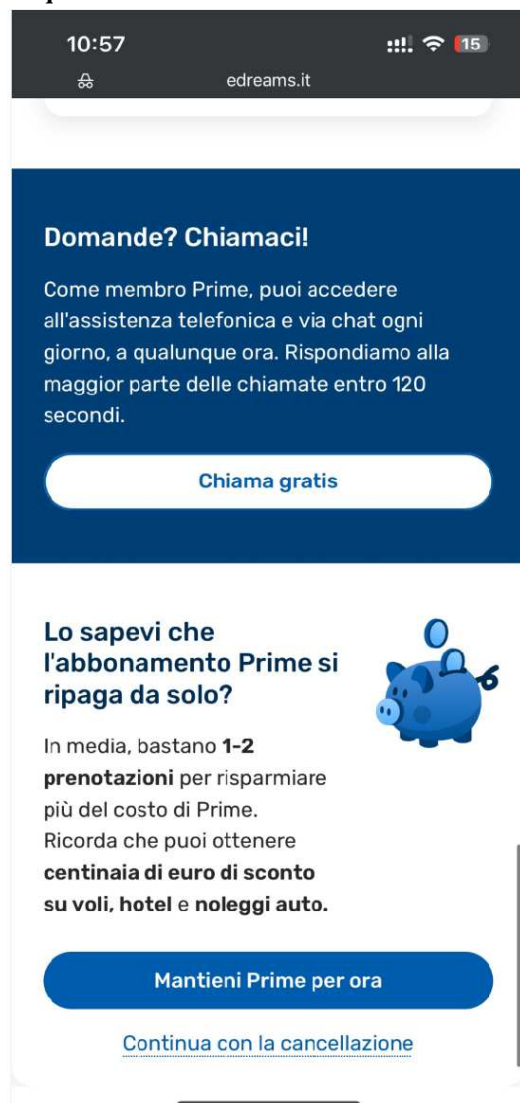 10:57
15
edreams.it
Domande? Chiamaci!
Come membro Prime, puoi accedere
all'assistenza telefonica e via chat ogni
giorno, a qualunque ora. Rispondiamo alla
maggior parte delle chiamate entro 120
secondi.
Chiama gratis
Lo sapevi che
l'abbonamento Prime si
ripaga da solo?
In media, bastano 1-2
prenotazioni per risparmiare
più del costo di Prime.
Ricorda che puoi ottenere
centinaia di euro di sconto
su voli, hotel e noleggi auto.
Mantieni Prime per ora
Continua con la cancellazione